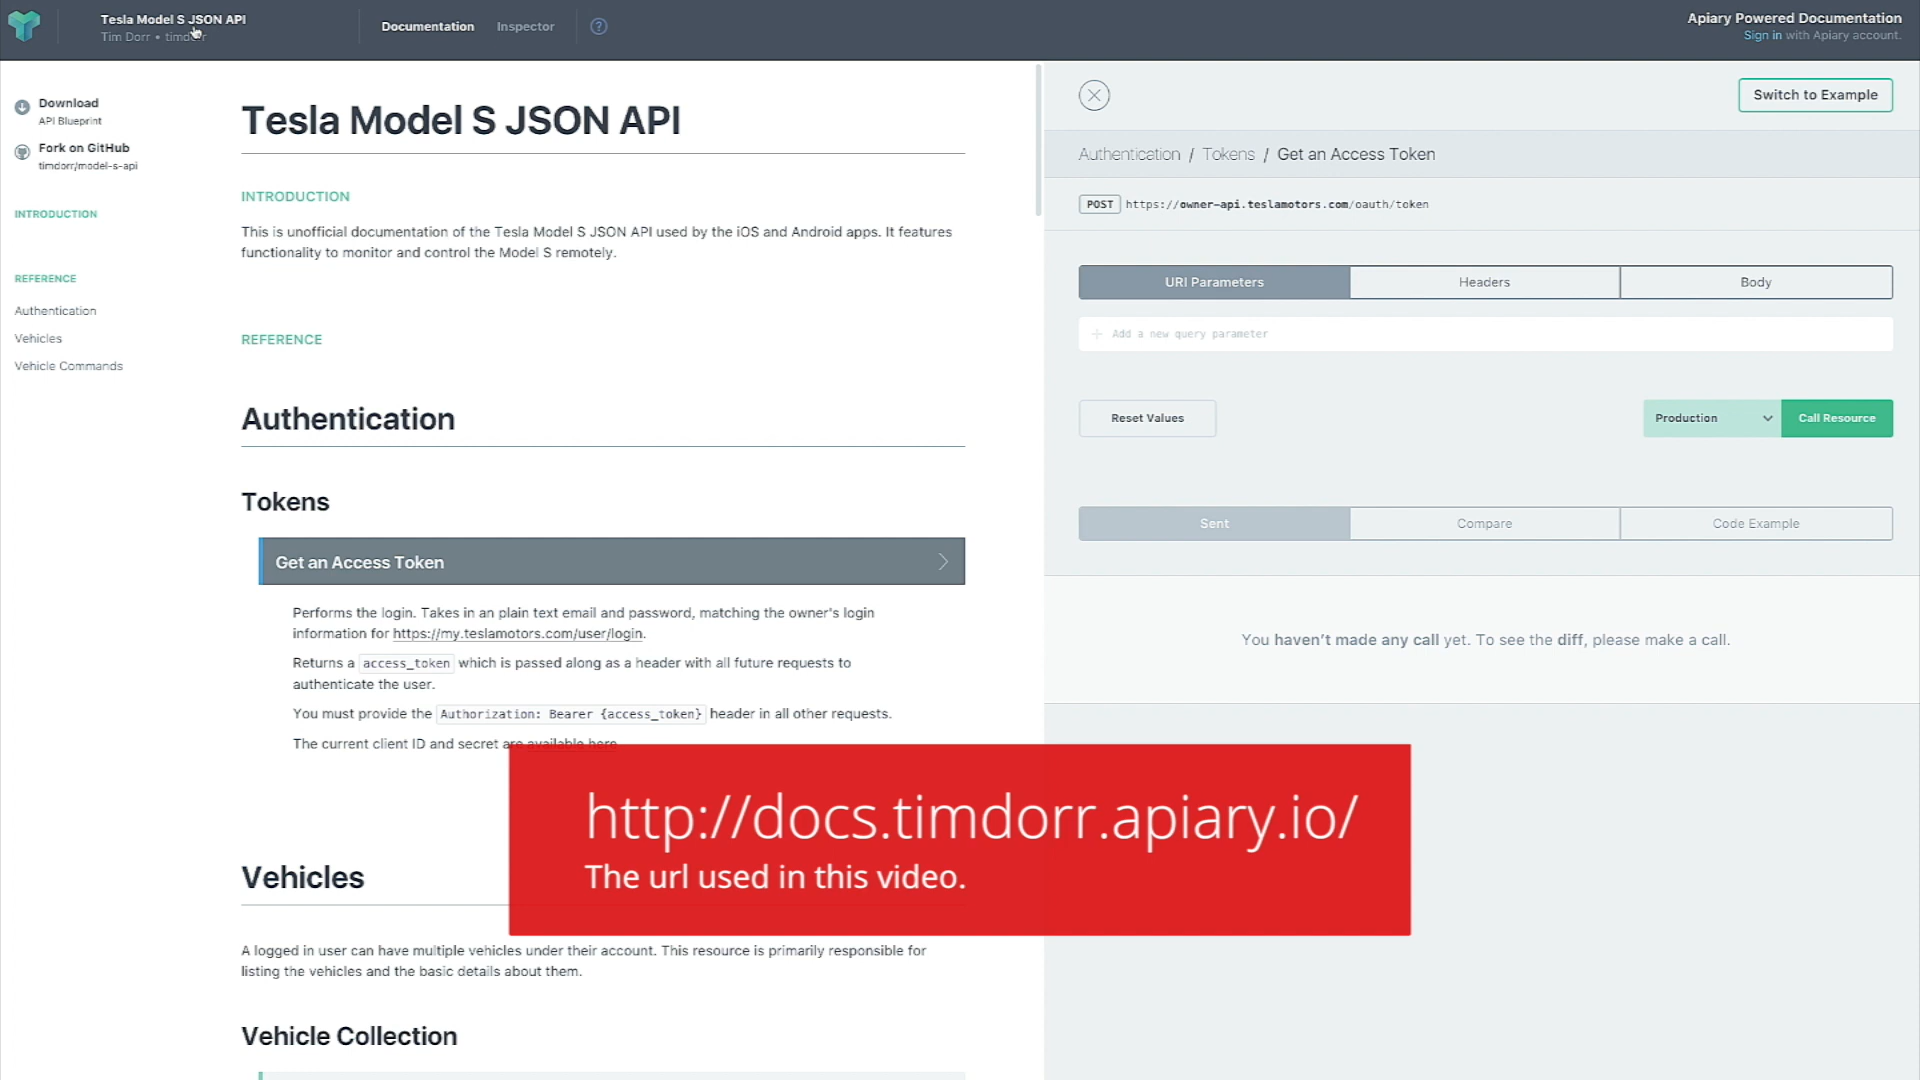 Tesla Model S JSON API
Tim Dorr • timdorr
Documentation
Inspector
?
Apiary Powered Documentation
Sign in with Apiary account.
Download
API Blueprint
Fork on GitHub
timdorr/model-s-api
INTRODUCTION
REFERENCE
Authentication
Vehicles
Vehicle Commands
Tesla Model S JSON API
INTRODUCTION
This is unofficial documentation of the Tesla Model S JSON API used by the iOS and Android apps. It features
functionality to monitor and control the Model S remotely.
REFERENCE
Authentication
Tokens
Get an Access Token
Performs the login. Takes in an plain text email and password, matching the owner's login
information for https://my.teslamotors.com/user/login.
Returns a access_token which is passed along as a header with all future requests to
authenticate the user.
You must provide the Authorization: Bearer {access_token} header in all other requests.
The current client ID and secret are available here
Vehicles
A logged in user can have multiple vehicles under their account. This resource is primarily responsible for
listing the vehicles and the basic details about them.
Vehicle Collection
Switch to Example
Authentication / Tokens / Get an Access Token
POST https://owner-api.teslamotors.com/oauth/token
URI Parameters
Headers
Body
+ Add a new query parameter
Reset Values
Production
Call Resource
Sent
Compare
Code Example
You haven't made any call yet. To see the diff, please make a call.
http://docs.timdorr.apiary.io/
The url used in this video.